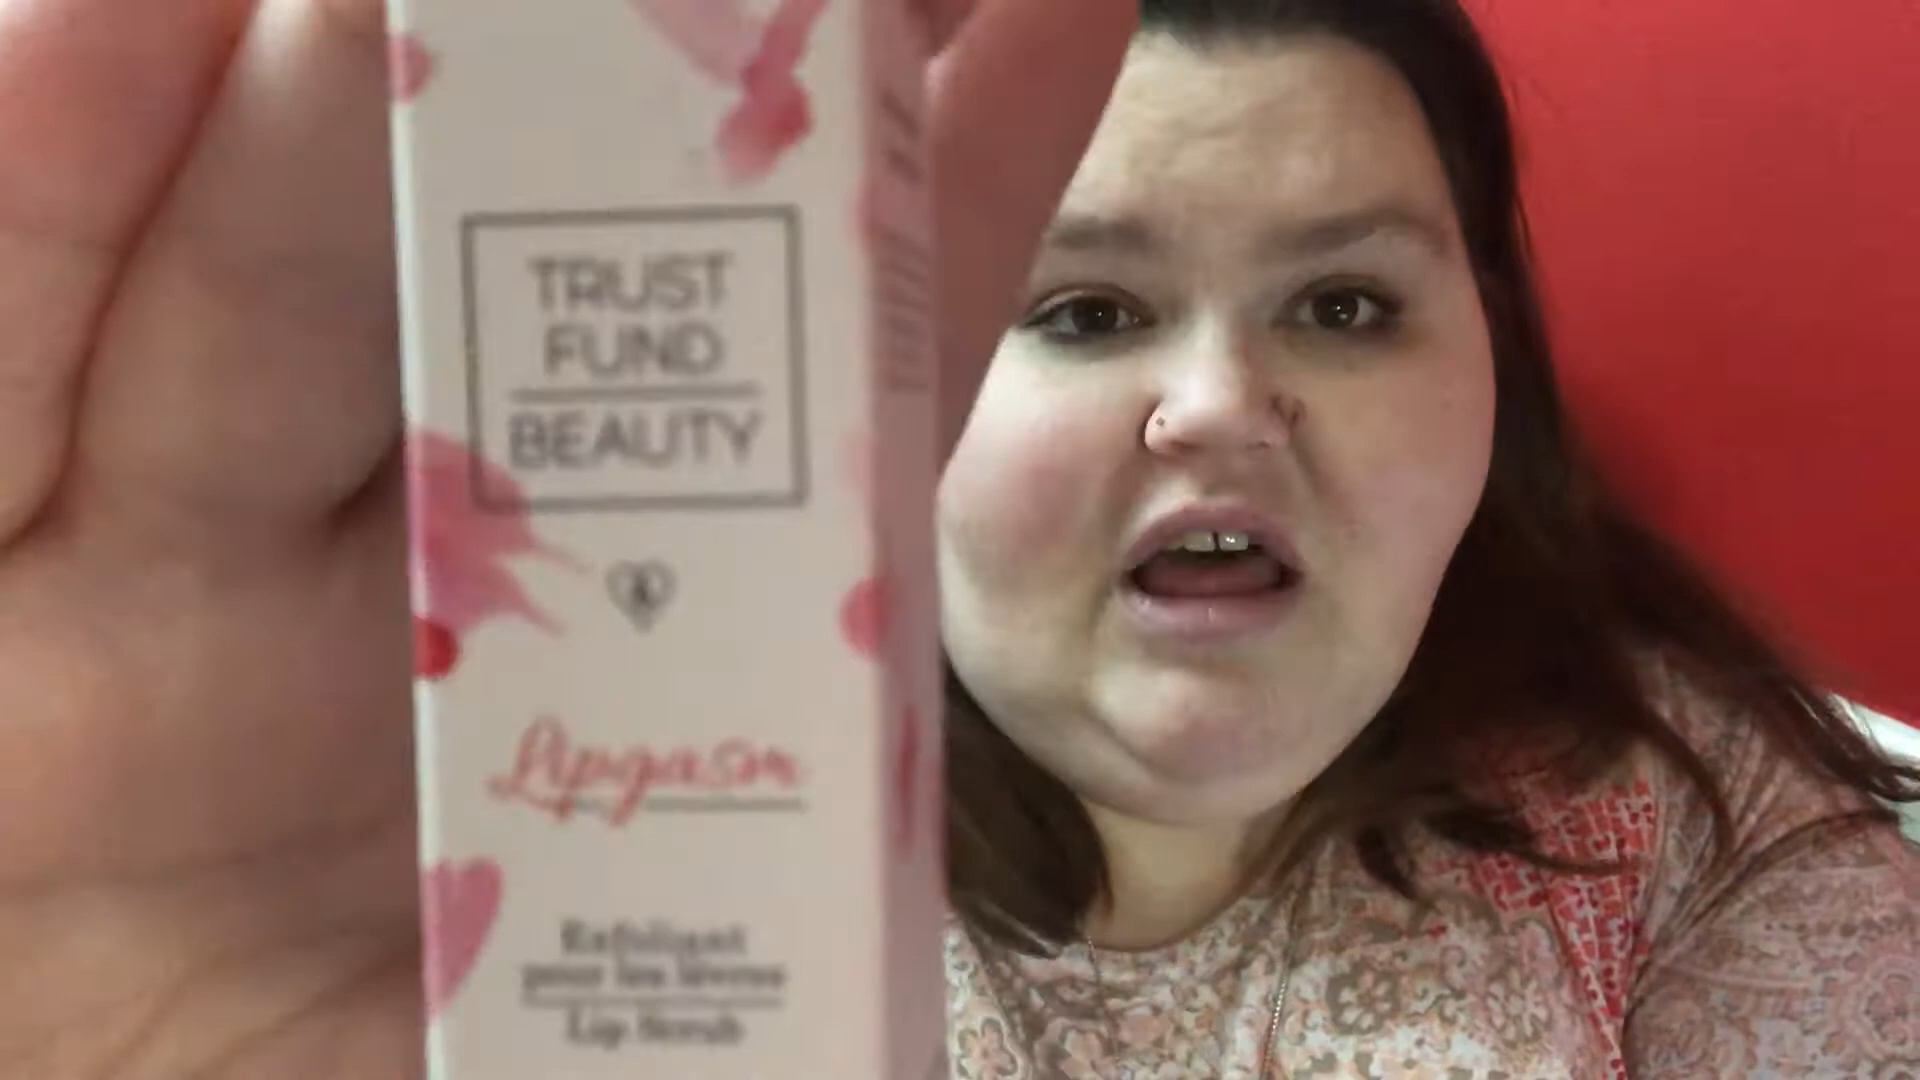 TRUST
FUND
BEAUTY
Lipgasm
Exfoliant
pour les lèvres
Lip Scrub